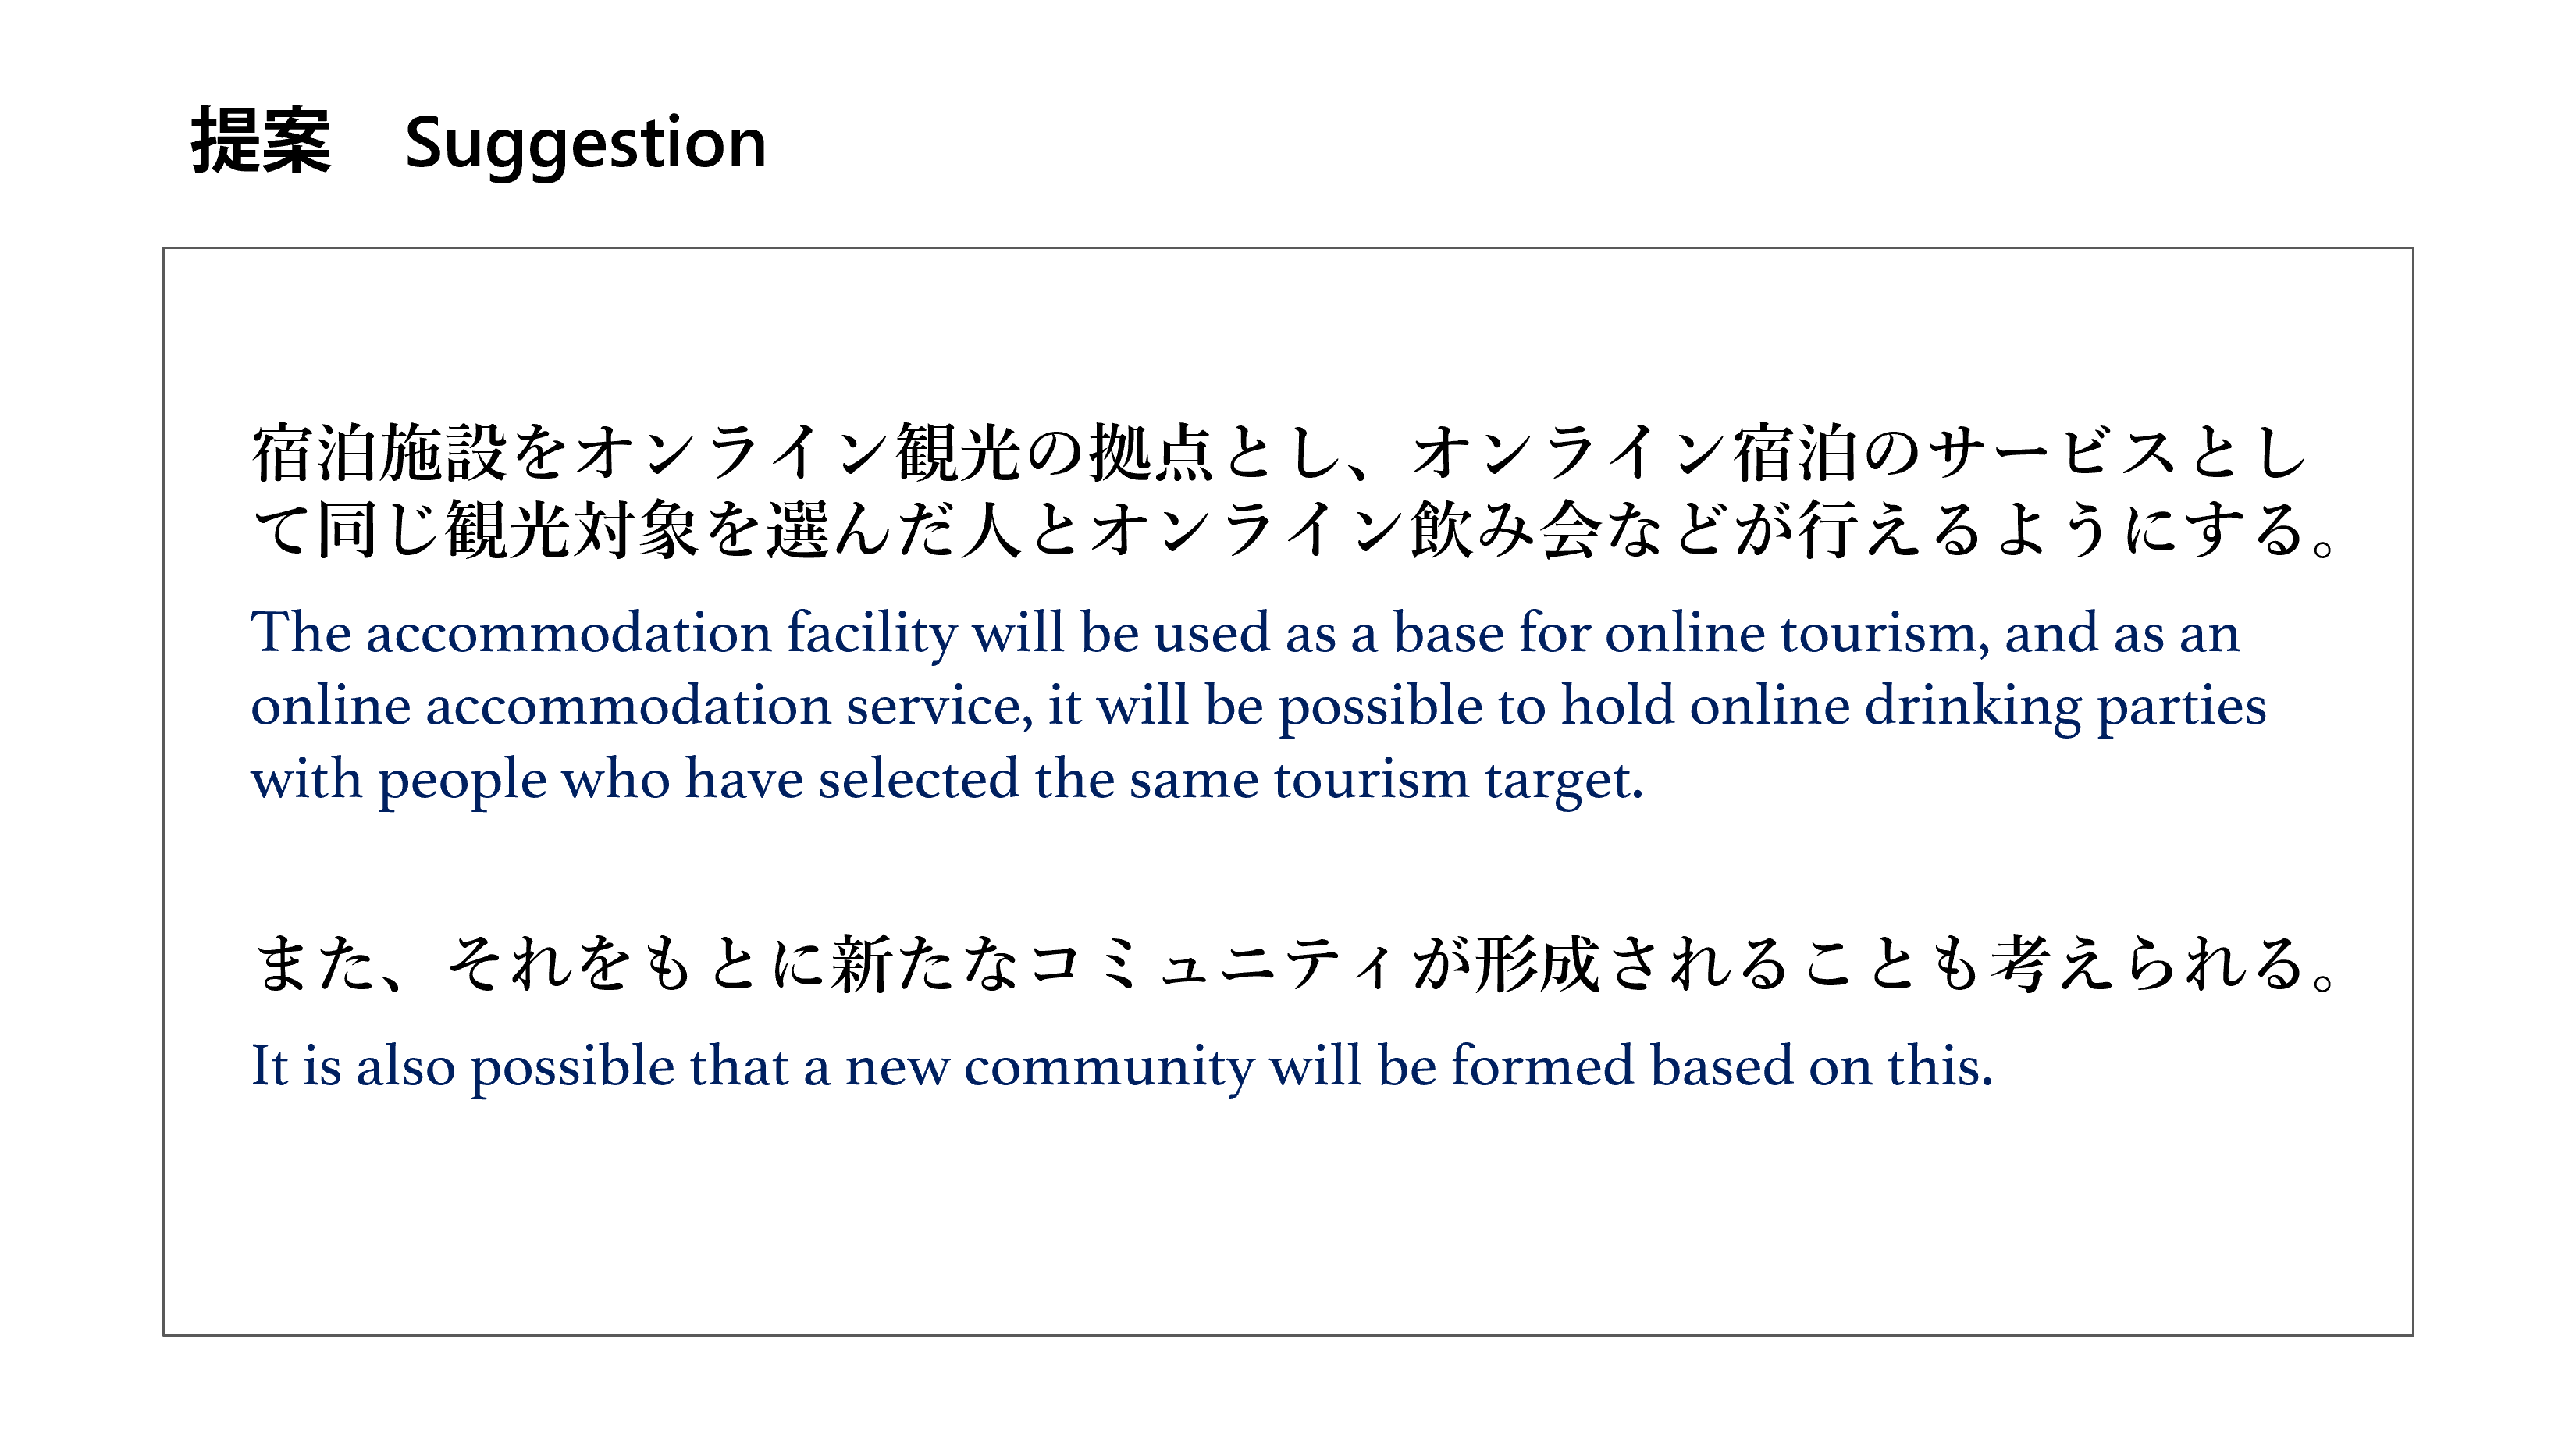 提案　Suggestion
宿泊施設をオンライン観光の拠点とし、オンライン宿泊のサービスとし
て同じ観光対象を選んだ人とオンライン飲み会などが行えるようにする。
The accommodation facility will be used as a base for online tourism, and as an
online accommodation service, it will be possible to hold online drinking parties
with people who have selected the same tourism target.
また、それをもとに新たなコミュニティが形成されることも考えられる。
It is also possible that a new community will be formed based on this.